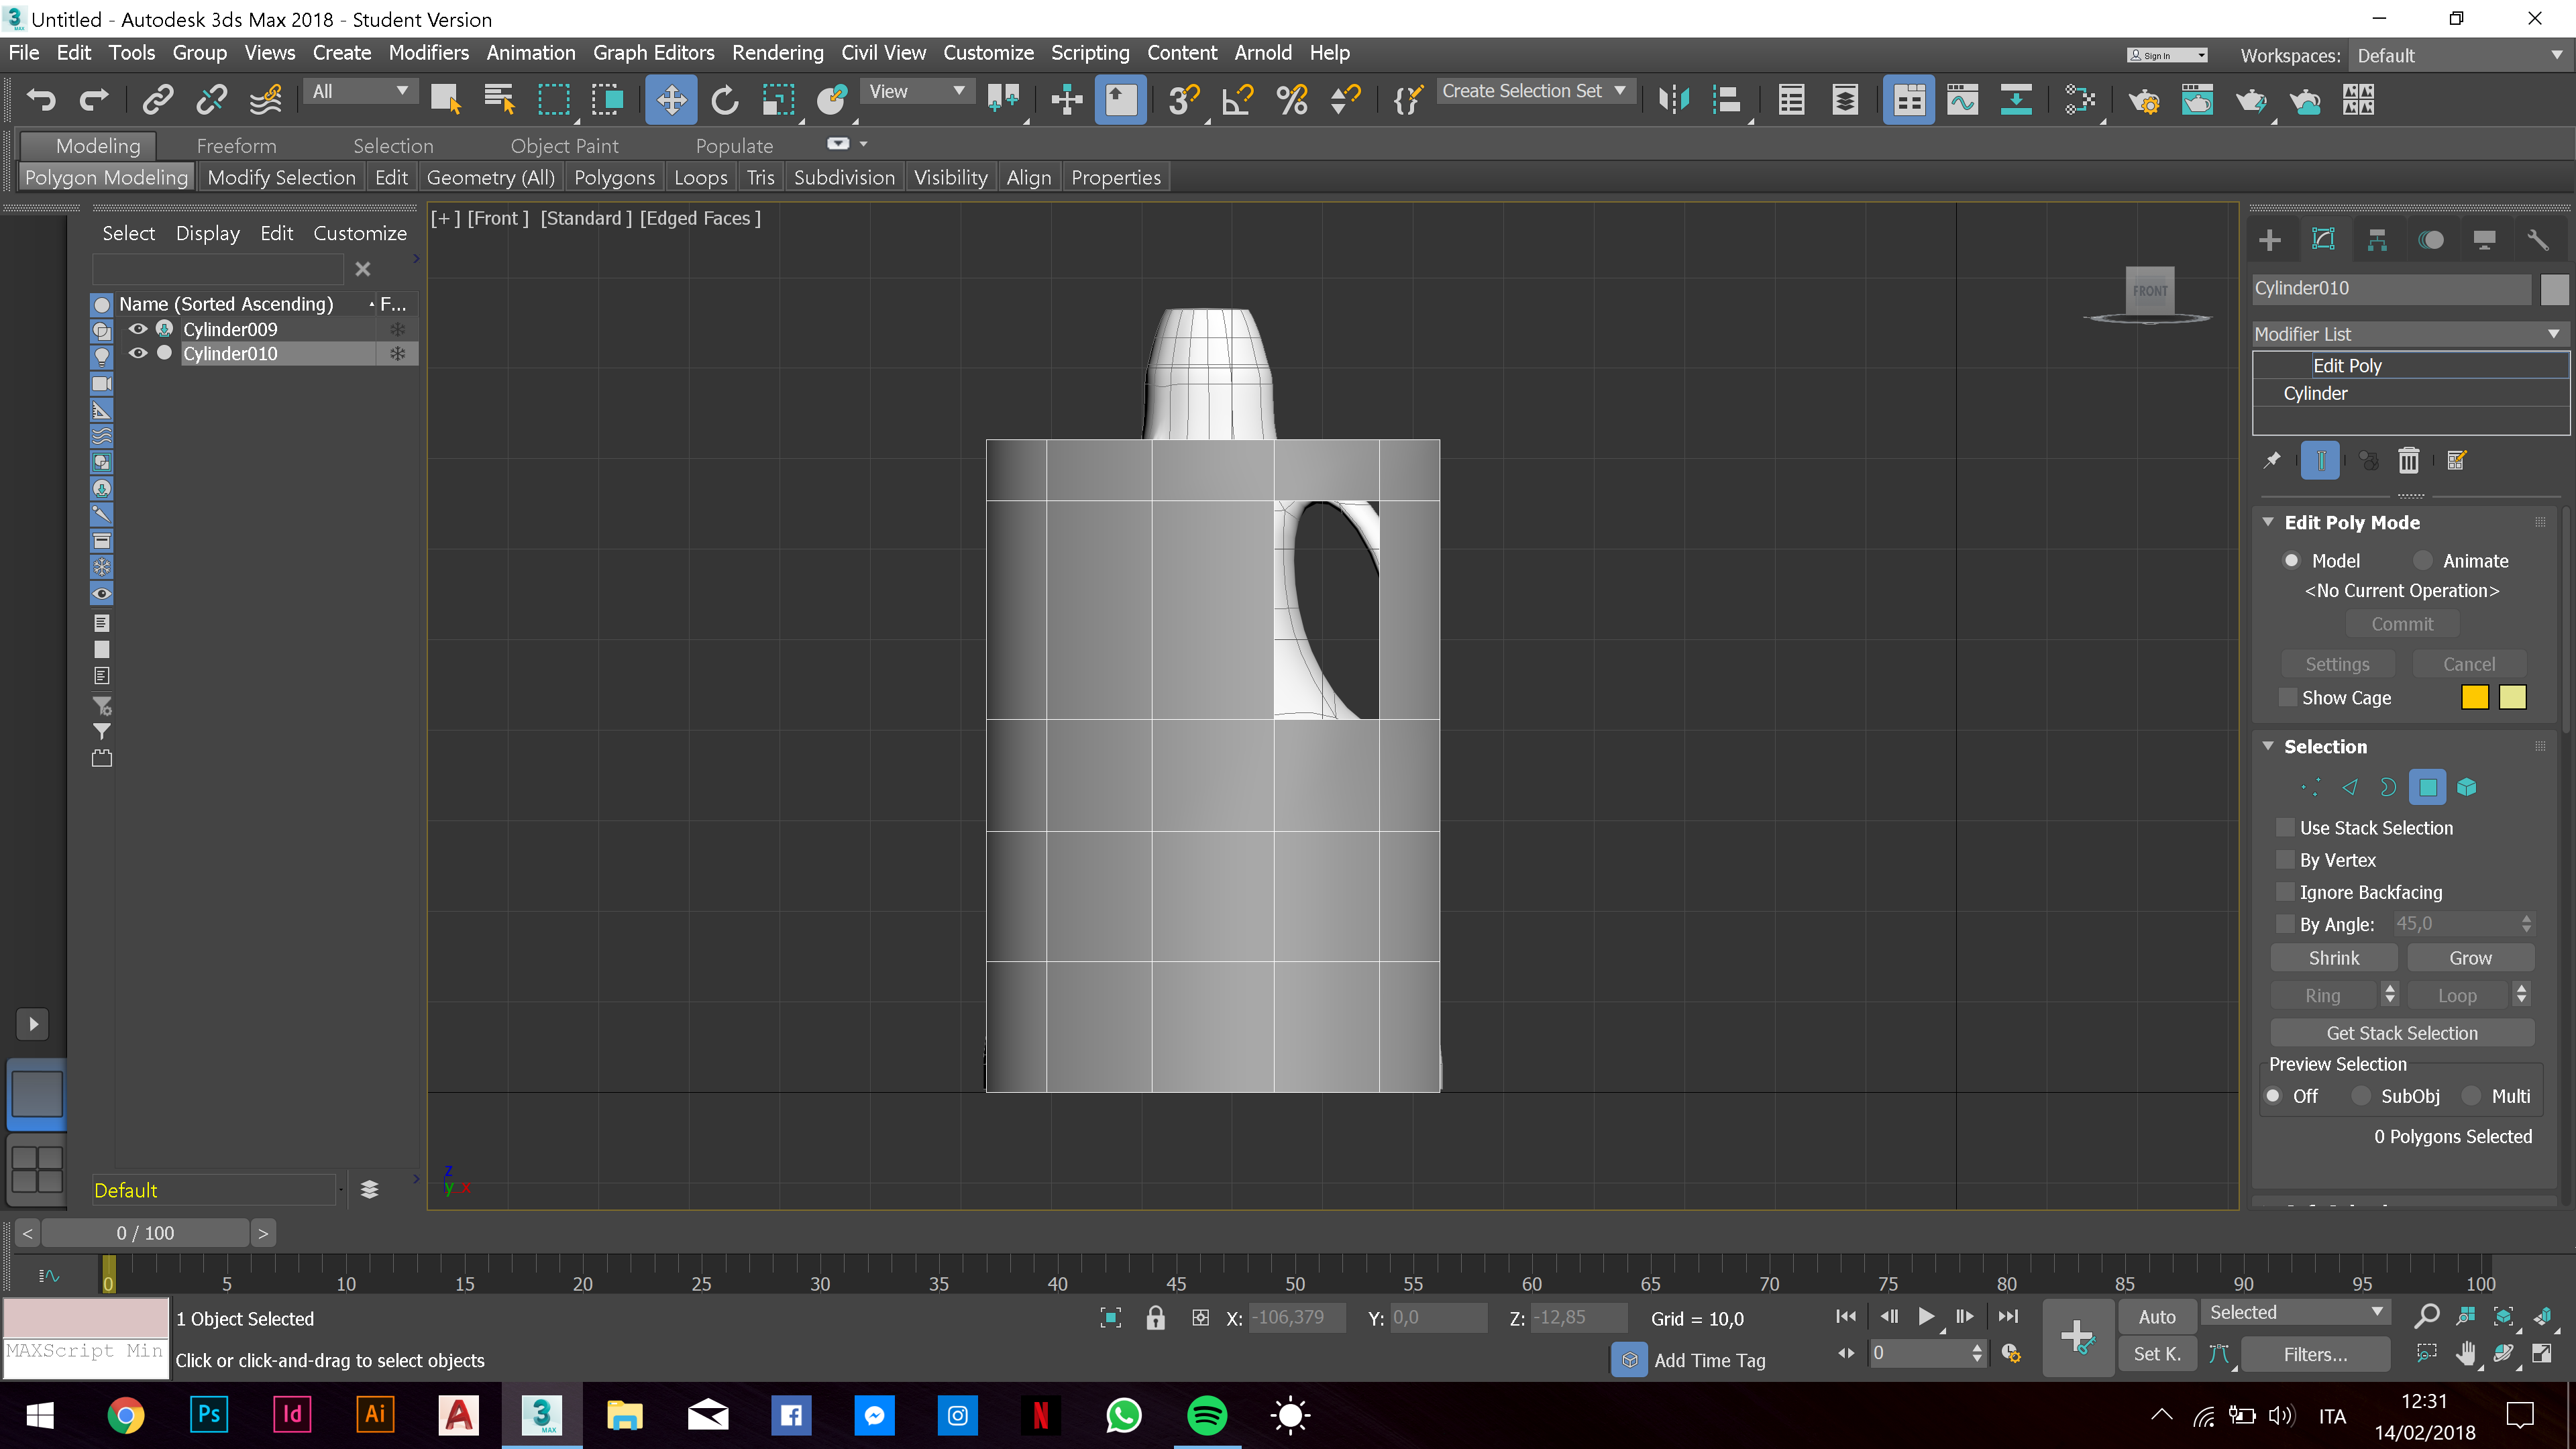 Untitled - Autodesk 3ds Max 2018 - Student Version
File Edit Tools Group Views Create Modifiers Animation Graph Editors Rendering Civil View Customize Scripting Content Arnold Help
Sign In
Workspaces: Default
All
View
Create Selection Set
Modeling Freeform Selection Object Paint Populate
Polygon Modeling Modify Selection Edit Geometry (All) Polygons Loops Tris Subdivision Visibility Align Properties
Select Display Edit Customize
Name (Sorted Ascending) F...
Cylinder009
Cylinder010
Default
[+] [Front] [Standard] [Edged Faces]
FRONT
z
y x
Cylinder010
Modifier List
Edit Poly
Cylinder
Edit Poly Mode
Model Animate
<No Current Operation>
Commit
Settings Cancel
Show Cage
Selection
Use Stack Selection
By Vertex
Ignore Backfacing
By Angle: 45,0
Shrink Grow
Ring Loop
Get Stack Selection
Preview Selection
Off SubObj Multi
0 Polygons Selected
< 0 / 100 >
0 5 10 15 20 25 30 35 40 45 50 55 60 65 70 75 80 85 90 95 100
1 Object Selected
X: -106,379 Y: 0,0 Z: -12,85 Grid = 10,0
Auto Selected
MAXScript Min
Click or click-and-drag to select objects
Add Time Tag
0
Set K. Filters...
Ps Id Ai A 3 MAX N
ITA
12:31
14/02/2018